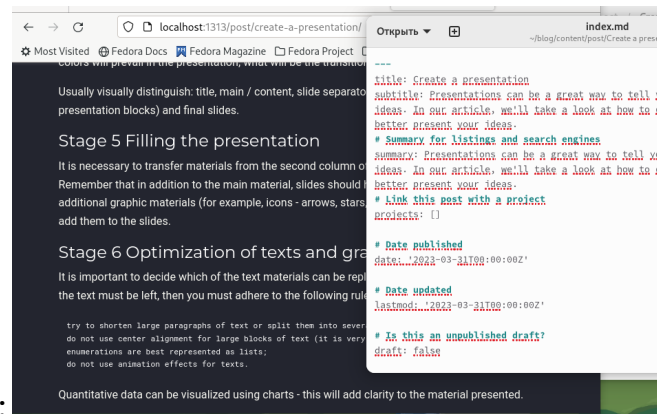 localhost:1313/post/create-a-presentation/
Most Visited Fedora Docs Fedora Magazine Fedora Project
colors will prevail in the presentation, what will be the
Usually visually distinguish: title, main / content, slide
presentation blocks) and final slides.
Stage 5 Filling the presentation
It is necessary to transfer materials from the second column
Remember that in addition to the main material, slides should
additional graphic materials (for example, icons - arrows, stars,
add them to the slides.
Stage 6 Optimization of texts and
It is important to decide which of the text materials can be
the text must be left, then you must adhere to the following
try to shorten large paragraphs of text or split them into
do not use center alignment for large blocks of text (it is very
enumerations are best represented as lists;
do not use animation effects for texts.
Quantitative data can be visualized using charts - this will add clarity to the material presented.
Открыть
index.md
~/blog/content/post/Create a
---
title: Create a presentation
subtitle: Presentations can be a great way to tell
ideas. In our article, we'll take a look at how to
better present your ideas.
# Summary for listings and search engines
summary: Presentations can be a great way to tell
ideas. In our article, we'll take a look at how to
better present your ideas.
# Link this post with a project
projects: []
# Date published
date: '2023-03-31T00:00:00Z'
# Date updated
lastmod: '2023-03-31T00:00:00Z'
# Is this an unpublished draft?
draft: false